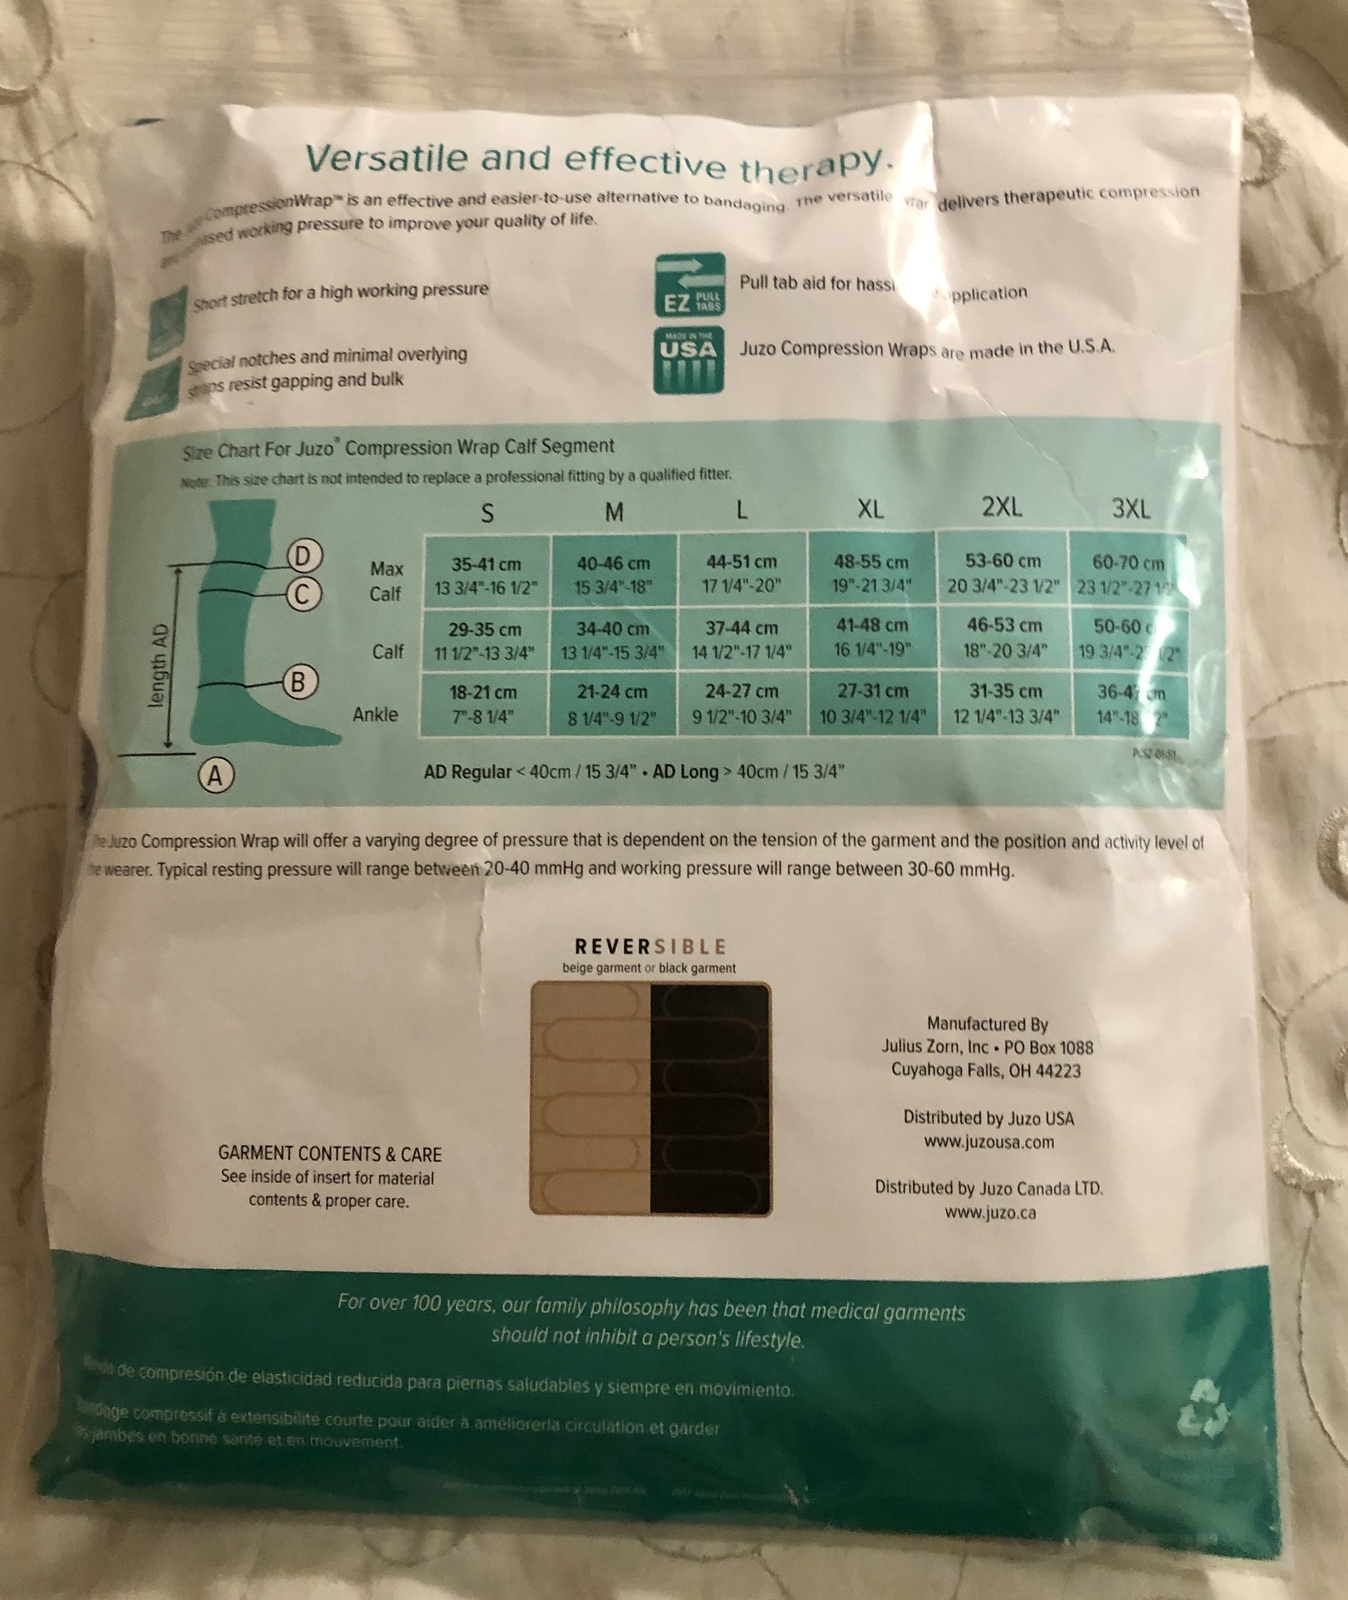 Versatile and effective therapy.
The CompressionWrap™ is an effective and easier-to-use alternative to bandaging. The versatile delivers therapeutic compression
working pressure to improve your quality of life.
Short stretch for a high working pressure
Special notches and minimal overlying
resist gapping and bulk
EZ PULL TABS
Pull tab aid for
MADE IN THE
USA
Juzo Compression Wraps are made in the U.S.A.
Size Chart For Juzo® Compression Wrap Calf Segment
Note: This size chart is not intended to replace a professional fitting by a qualified fitter.
S M L XL 2XL 3XL
Max
Calf
35-41 cm 40-46 cm 44-51 cm 48-55 cm 53-60 cm 60-70 cm
13 3/4"-16 1/2" 15 3/4"-18" 17 1/4"-20" 19"-21 3/4" 20 3/4"-23 1/2"
29-35 cm 34-40 cm 37-44 cm 41-48 cm 46-53 cm 50-60
Calf
11 1/2"-13 3/4" 13 1/4"-15 3/4" 14 1/2"-17 1/4" 16 1/4"-19" 18"-20 3/4"
18-21 cm 21-24 cm 24-27 cm 27-31 cm 31-35 cm
Ankle
7"-8 1/4" 8 1/4"-9 1/2" 9 1/2"-10 3/4" 10 3/4"-12 1/4" 12 1/4"-13 3/4"
D
C
B
A
length AD
AD Regular < 40cm / 15 3/4" • AD Long > 40cm / 15 3/4"
Juzo Compression Wrap will offer a varying degree of pressure that is dependent on the tension of the garment and the position and activity level of
wearer. Typical resting pressure will range between 20-40 mmHg and working pressure will range between 30-60 mmHg.
REVERSIBLE
beige garment or black garment
GARMENT CONTENTS & CARE
See inside of insert for material
contents & proper care.
Manufactured By
Julius Zorn, Inc • PO Box 1088
Cuyahoga Falls, OH 44223
Distributed by Juzo USA
www.juzousa.com
Distributed by Juzo Canada LTD.
www.juzo.ca
For over 100 years, our family philosophy has been that medical garments
should not inhibit a person's lifestyle.
de compresión de elasticidad reducida para piernas saludables y siempre en movimiento.
compressif à extensibilité courte pour aider à améliorerla circulation et garder
jambes en bonne santé et en mouvement.